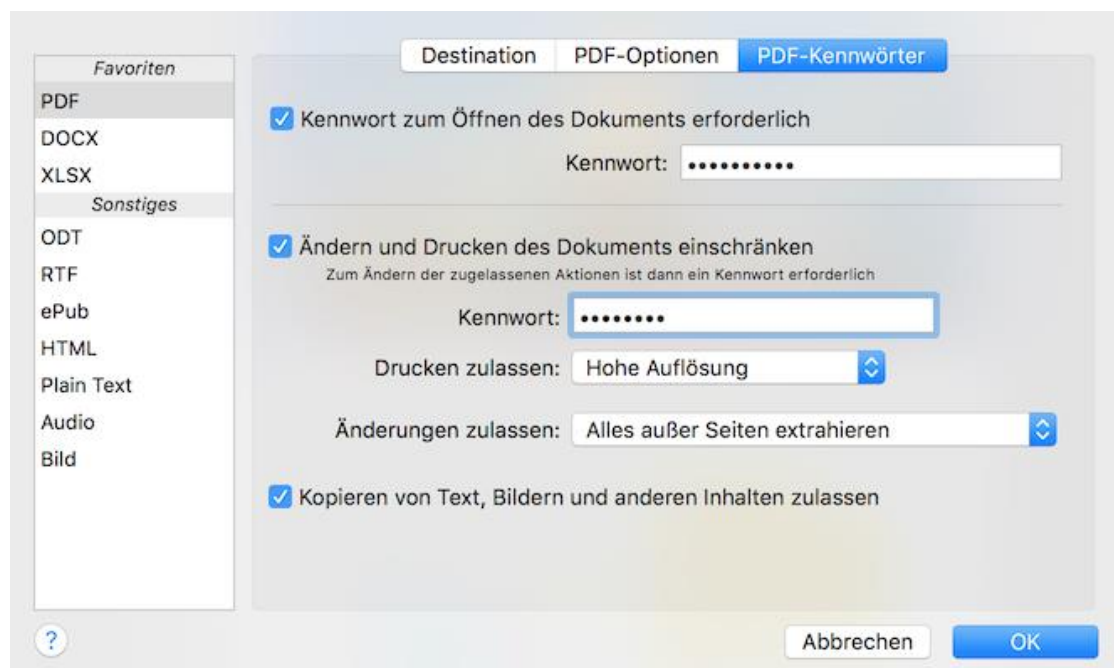 Destination
PDF-Optionen
PDF-Kennwörter
Favoriten
PDF
DOCX
XLSX
Sonstiges
ODT
RTF
ePub
HTML
Plain Text
Audio
Bild
Kennwort zum Öffnen des Dokuments erforderlich
Kennwort: ••••••••••
Ändern und Drucken des Dokuments einschränken
Zum Ändern der zugelassenen Aktionen ist dann ein Kennwort erforderlich
Kennwort: ••••••••
Drucken zulassen: Hohe Auflösung
Änderungen zulassen: Alles außer Seiten extrahieren
Kopieren von Text, Bildern und anderen Inhalten zulassen
?
Abbrechen
OK